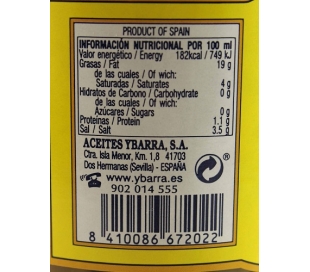 PRODUCT OF SPAIN
INFORMACIÓN NUTRICIONAL POR 100 ml
Valor energético / Energy 182kcal / 749 kJ
Grasas / Fat 19 g
de las cuales / Of wich:
Saturadas / Saturates 4 g
Hidratos de Carbono / Carbohydrate 0 g
de los cuales / Of wich:
Azúcares / Sugars 0 g
Proteínas / Protein 1.1 g
Sal / Salt 3.5 g
ACEITES YBARRA, S.A.
Ctra. Isla Menor, Km. 1,8 41703
Dos Hermanas (Sevilla) - ESPAÑA
www.ybarra.es
902 014 555
8 410086 672022